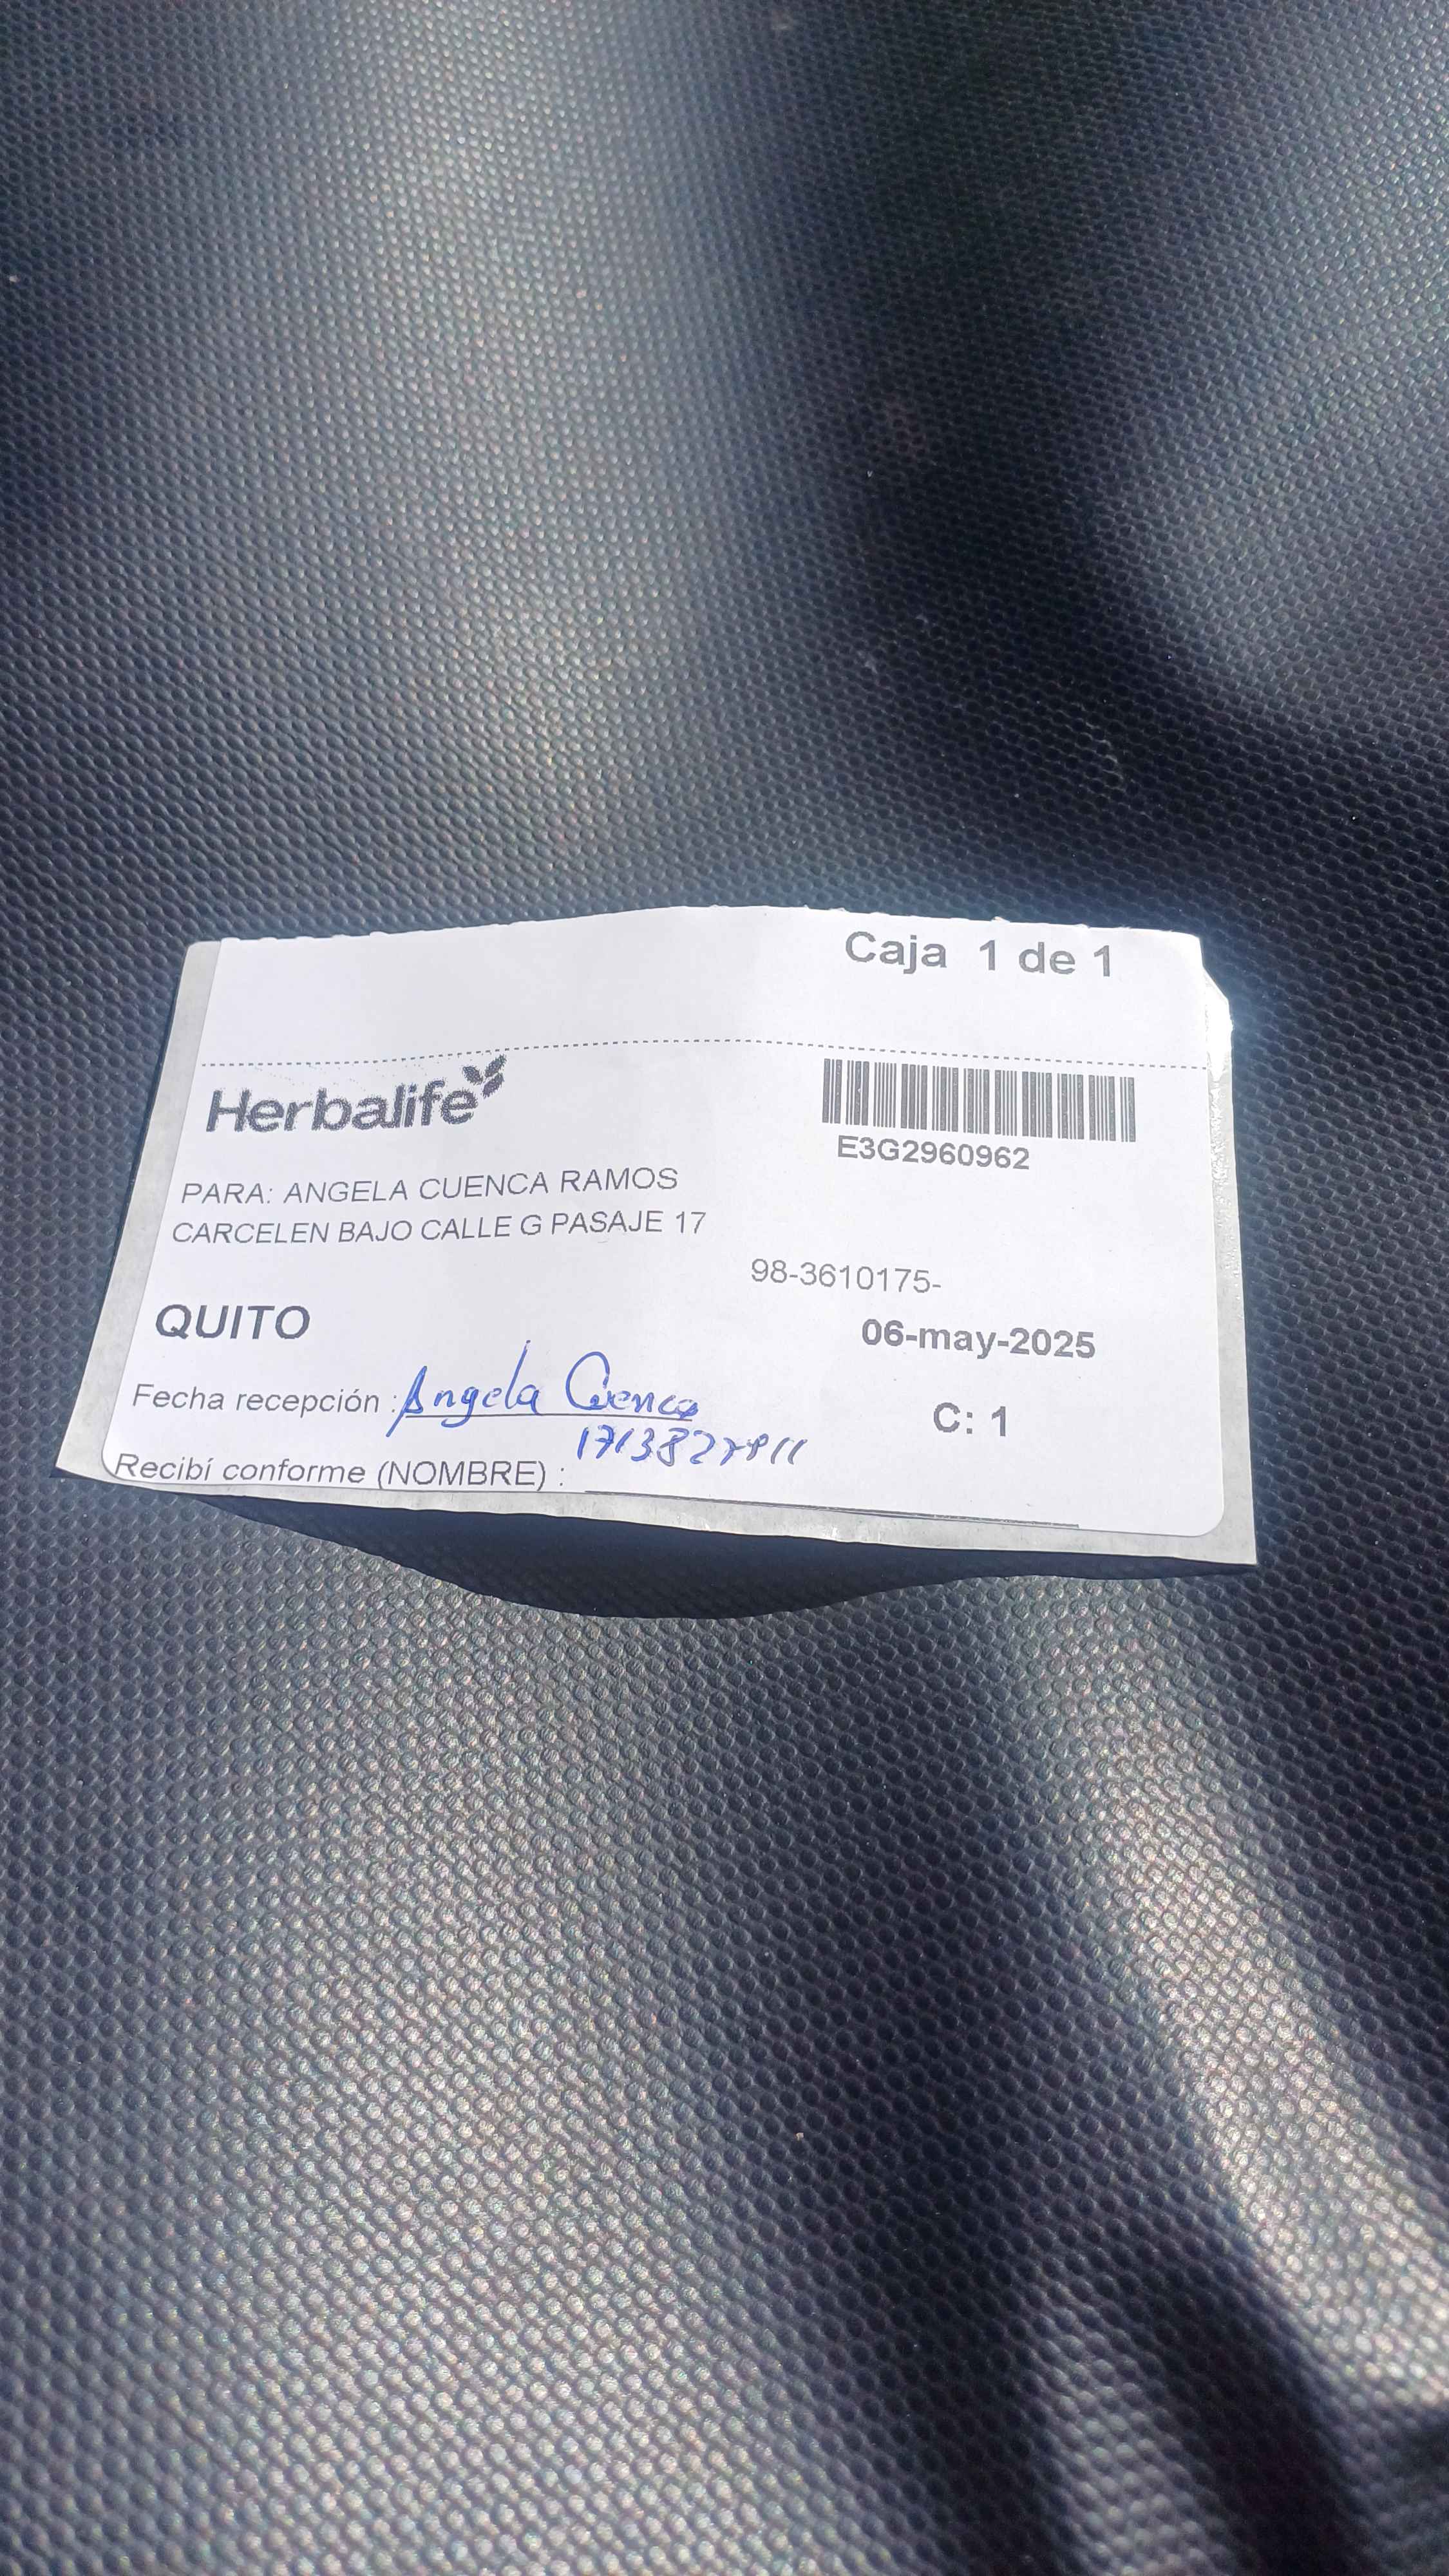 Caja 1 de 1
Herbalife
E3G2960962
PARA: ANGELA CUENCA RAMOS
CARCELEN BAJO CALLE G PASAJE 17
98-3610175-
QUITO
06-may-2025
Fecha recepción : Angela Cuenca
C: 1
Recibí conforme (NOMBRE) :